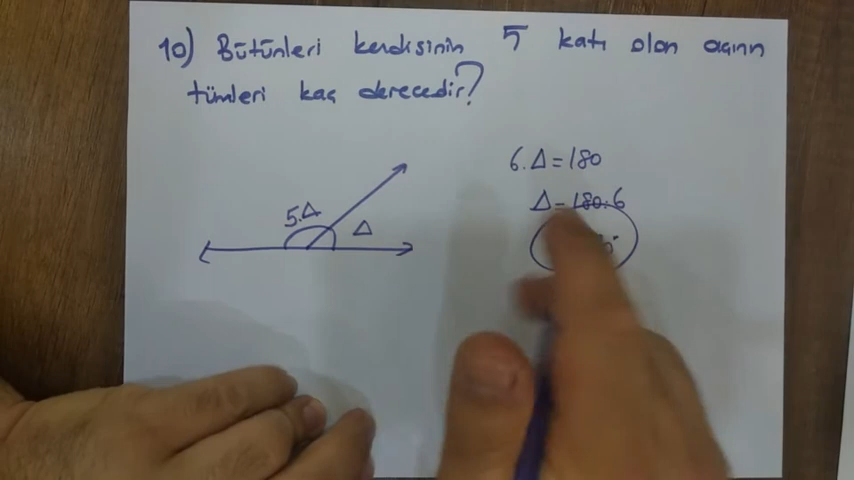 10) Bütünleri kendisinin 5 katı olan açının
tümleri kaç derecedir?
6.Δ=180
5.Δ
Δ
Δ=180:6